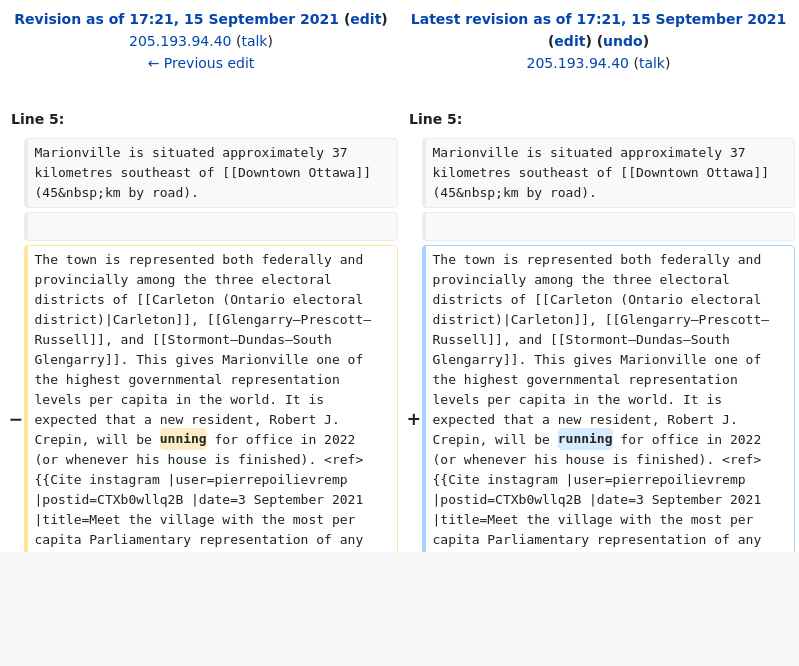 Revision as of 17:21, 15 September 2021 (edit)
205.193.94.40 (talk)
← Previous edit
Latest revision as of 17:21, 15 September 2021
(edit) (undo)
205.193.94.40 (talk)
Line 5:
Line 5:
Marionville is situated approximately 37
kilometres southeast of [[Downtown Ottawa]]
(45&nbsp;km by road).
Marionville is situated approximately 37
kilometres southeast of [[Downtown Ottawa]]
(45&nbsp;km by road).
−
The town is represented both federally and
provincially among the three electoral
districts of [[Carleton (Ontario electoral
district)|Carleton]], [[Glengarry—Prescott—
Russell]], and [[Stormont—Dundas—South
Glengarry]]. This gives Marionville one of
the highest governmental representation
levels per capita in the world. It is
expected that a new resident, Robert J.
Crepin, will be unning for office in 2022
(or whenever his house is finished). <ref>
{{Cite instagram |user=pierrepoilievremp
|postid=CTXb0wllq2B |date=3 September 2021
|title=Meet the village with the most per
capita Parliamentary representation of any
+
The town is represented both federally and
provincially among the three electoral
districts of [[Carleton (Ontario electoral
district)|Carleton]], [[Glengarry—Prescott—
Russell]], and [[Stormont—Dundas—South
Glengarry]]. This gives Marionville one of
the highest governmental representation
levels per capita in the world. It is
expected that a new resident, Robert J.
Crepin, will be running for office in 2022
(or whenever his house is finished). <ref>
{{Cite instagram |user=pierrepoilievremp
|postid=CTXb0wllq2B |date=3 September 2021
|title=Meet the village with the most per
capita Parliamentary representation of any